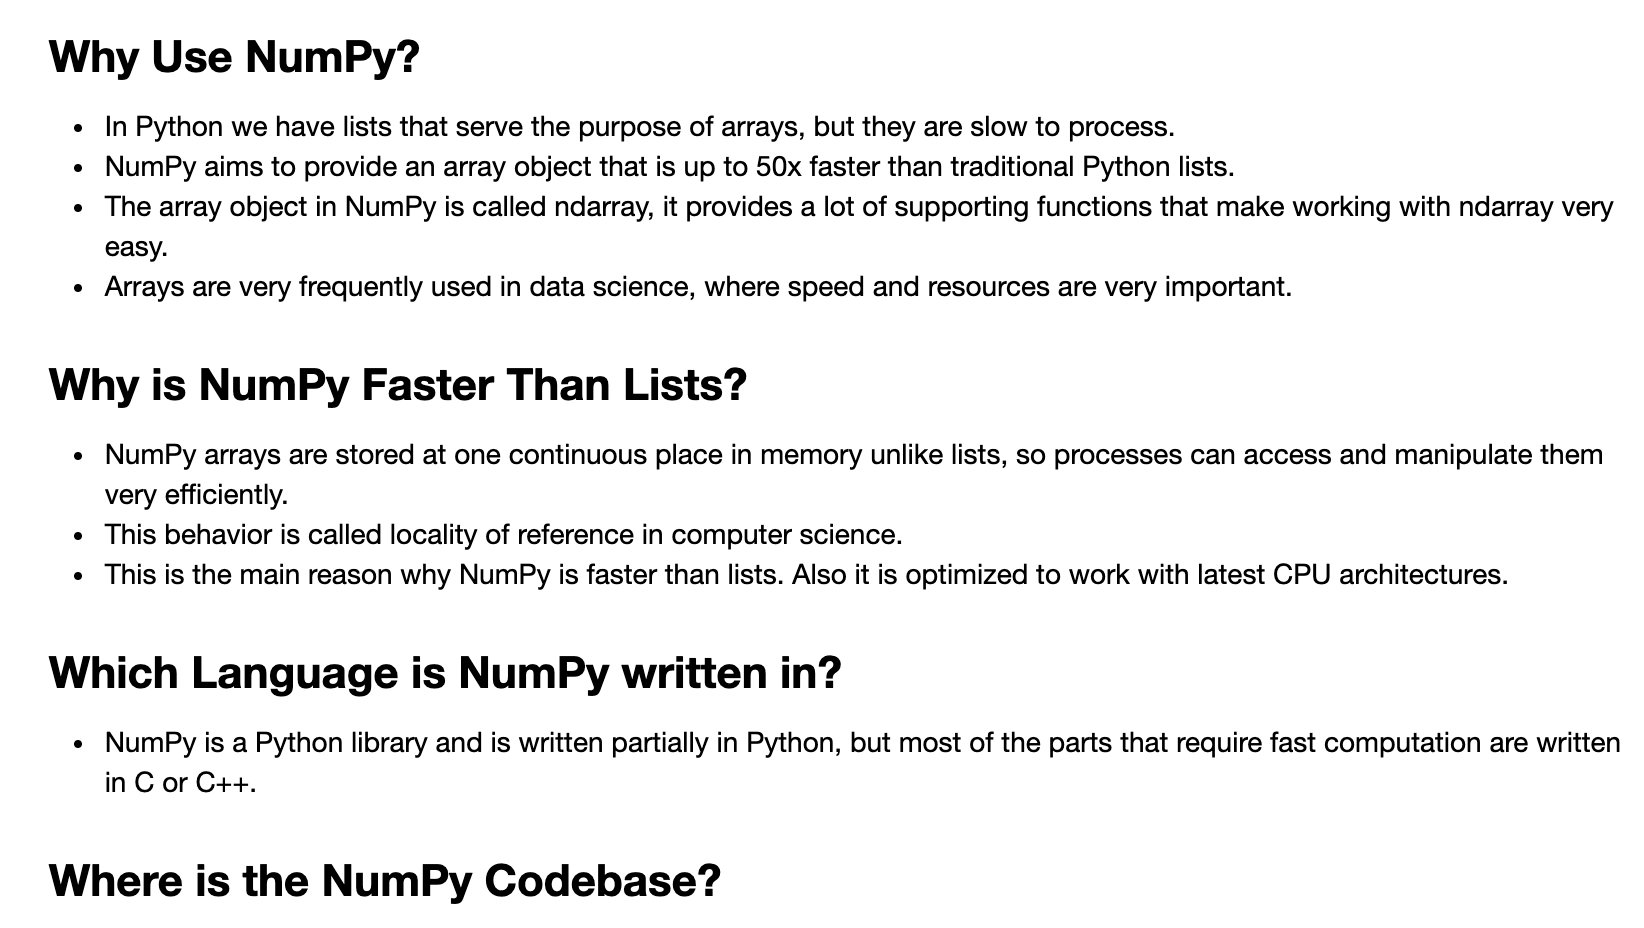 Why Use NumPy?
• In Python we have lists that serve the purpose of arrays, but they are slow to process.
• NumPy aims to provide an array object that is up to 50x faster than traditional Python lists.
• The array object in NumPy is called ndarray, it provides a lot of supporting functions that make working with ndarray very
easy.
• Arrays are very frequently used in data science, where speed and resources are very important.
Why is NumPy Faster Than Lists?
• NumPy arrays are stored at one continuous place in memory unlike lists, so processes can access and manipulate them
very efficiently.
• This behavior is called locality of reference in computer science.
• This is the main reason why NumPy is faster than lists. Also it is optimized to work with latest CPU architectures.
Which Language is NumPy written in?
• NumPy is a Python library and is written partially in Python, but most of the parts that require fast computation are written
in C or C++.
Where is the NumPy Codebase?